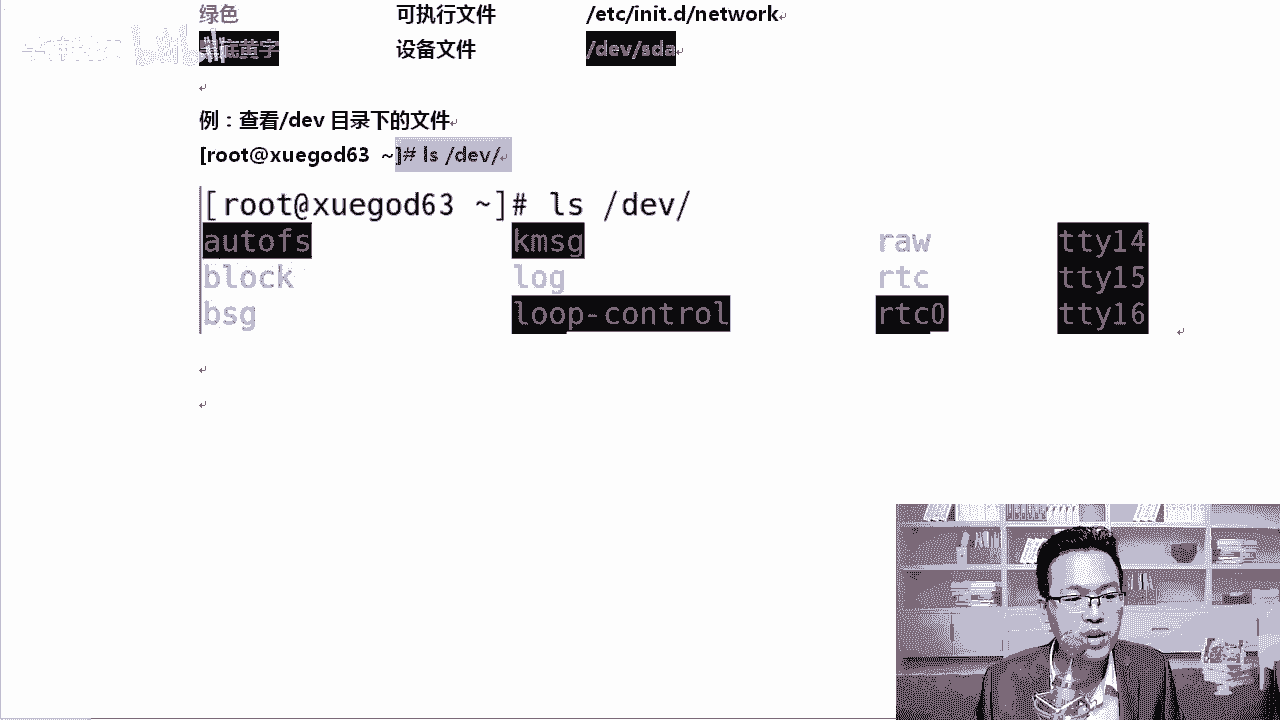 绿色 可执行文件 /etc/init.d/network
底黄字 设备文件 /dev/sda
例：查看/dev 目录下的文件
[root@xuegod63 ~]# ls /dev/
[root@xuegod63 ~]# ls /dev/
autofs kmsg raw tty14
block log rtc tty15
bsg loop-control rtc0 tty16